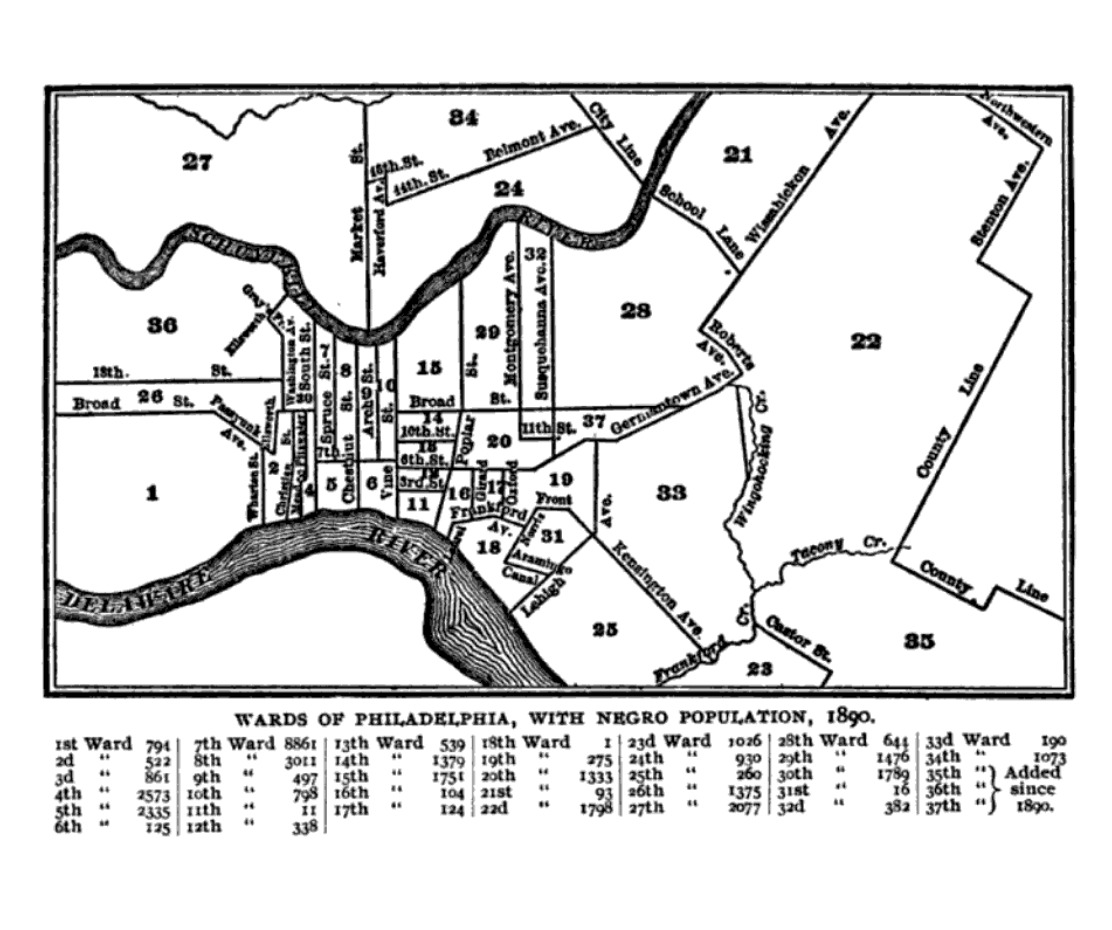 27
34
St.
45th. St.
44th. St.
Belmont Ave.
City Line
21
Ave.
Wissahickon
Northwestern
Ave.
Stenton Ave.
24
Market
Haverford Av.
School Lane
SCHUYLKILL
RIVER
32
Montgomery Ave.
Susquehanna Ave.
28
22
36
Gray's
Ellsworth
Washington Av.
South St.
Spruce St.
8
Chestnut St.
Arch St.
10
Vine St.
15
29
St.
Roberts
Ave.
18th. St.
26
Broad St.
Passyunk
Ave.
Ellsworth
30
Broad St.
14
10th. St.
6th. St.
3rd. St.
Poplar
20
11th St.
37
Germantown Ave.
Cr.
Wingohocking
County Line
1
Wharton St.
Christian St.
4
7th
5
6
11
16
Girard
17
Oxford
19
Front
Frankford
Av.
Norris
31
18
Aramingo
Canal
Lehigh
Ave.
33
Kensington Ave.
Tacony Cr.
County Line
DELAWARE
RIVER
25
Frankford
Cr.
Castor St.
23
35
WARDS OF PHILADELPHIA, WITH NEGRO POPULATION, 1890.
1st Ward 794 7th Ward 8861 13th Ward 539 18th Ward 1 23d Ward 1026 28th Ward 644 33d Ward 190
2d " 522 8th " 3011 14th " 1379 19th " 275 24th " 930 29th " 1476 34th " 1073
3d " 861 9th " 497 15th " 1751 20th " 1333 25th " 260 30th " 1789 35th " } Added
4th " 2573 10th " 798 16th " 104 21st " 93 26th " 1375 31st " 16 36th " } since
5th " 2335 11th " 11 17th " 124 22d " 1798 27th " 2077 32d " 382 37th " } 1890.
6th " 125 12th " 338